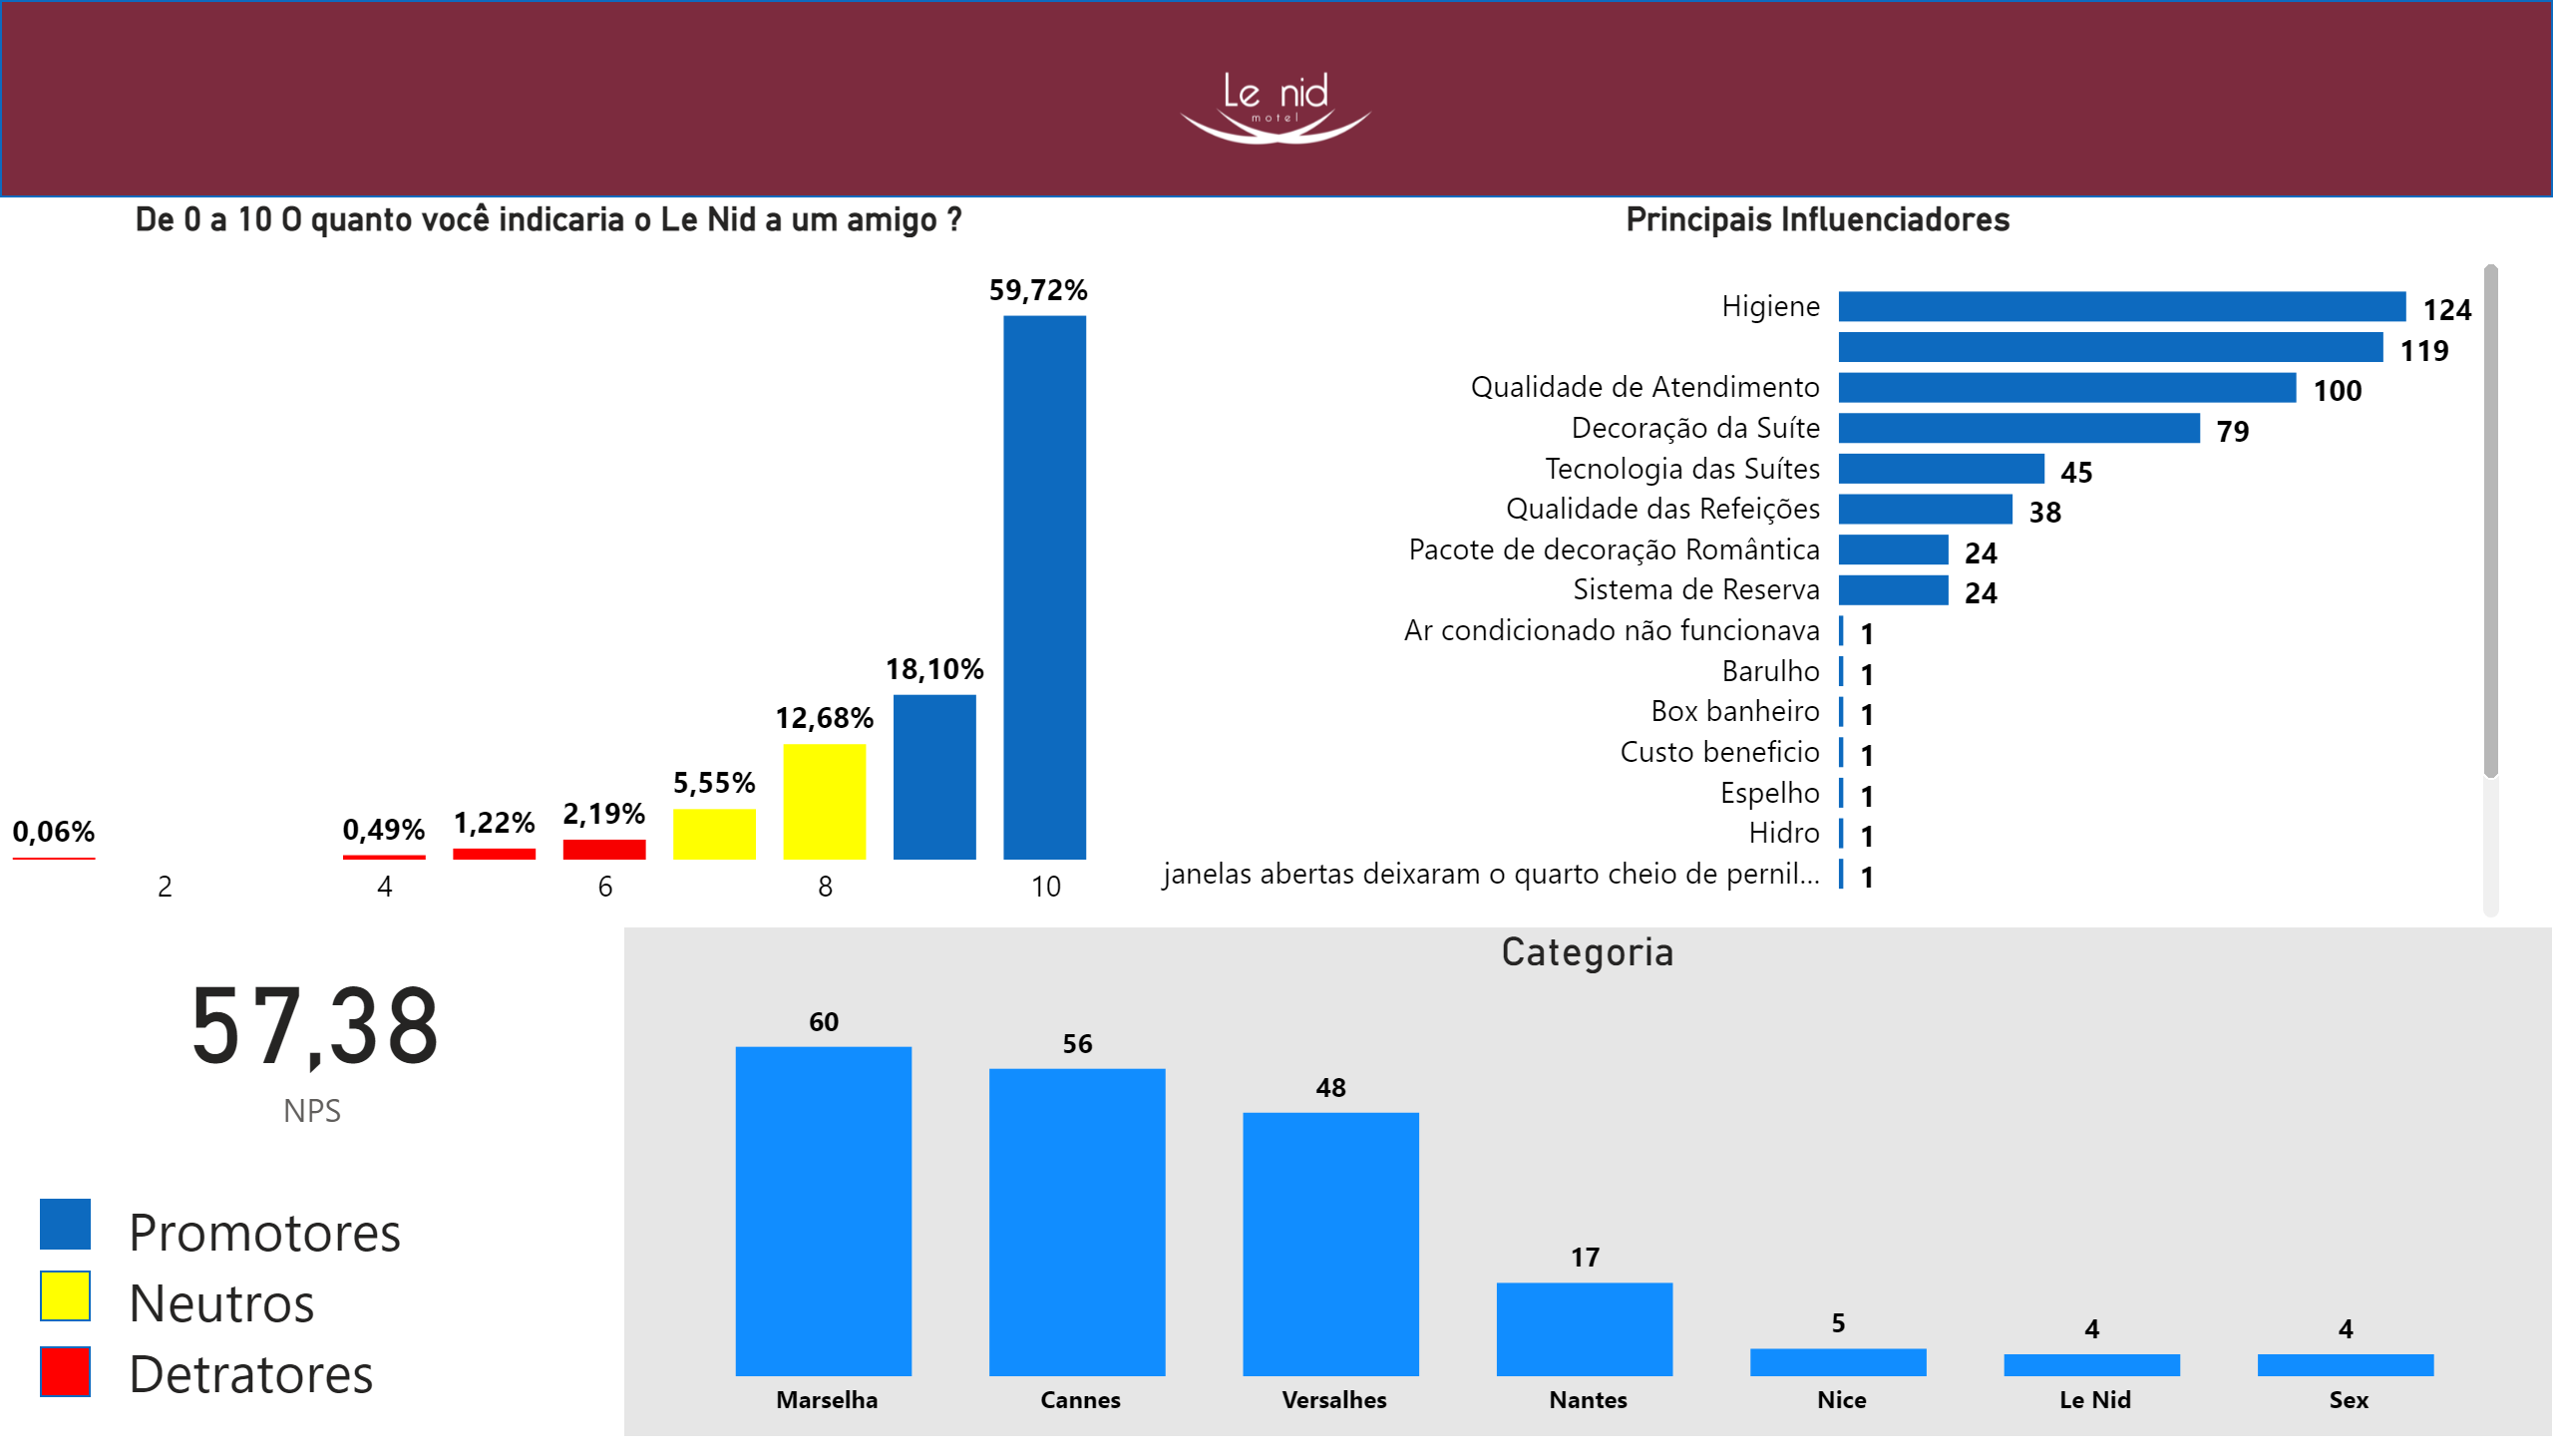 Le nid
motel
De 0 a 10 O quanto você indicaria o Le Nid a um amigo ?
59,72%
18,10%
12,68%
5,55%
2,19%
1,22%
0,49%
0,06%
2 4 6 8 10
Principais Influenciadores
Higiene 124
119
Qualidade de Atendimento 100
Decoração da Suíte 79
Tecnologia das Suítes 45
Qualidade das Refeições 38
Pacote de decoração Romântica 24
Sistema de Reserva 24
Ar condicionado não funcionava 1
Barulho 1
Box banheiro 1
Custo beneficio 1
Espelho 1
Hidro 1
janelas abertas deixaram o quarto cheio de pernil... 1
57,38
NPS
Promotores
Neutros
Detratores
Categoria
60
56
48
17
5
4
4
Marselha Cannes Versalhes Nantes Nice Le Nid Sex